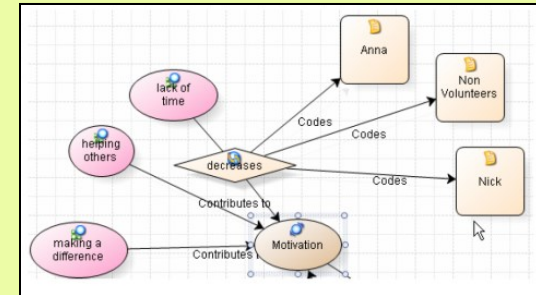 Anna
lack of
time
Non
Volunteers
Codes
Codes
helping
others
decreases
Codes
Nick
Contributes to
making a
difference
Contributes
Motivation